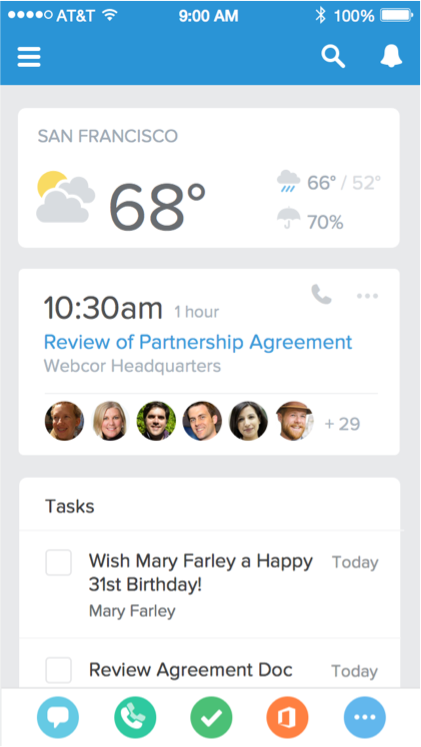 AT&T 9:00 AM 100%
SAN FRANCISCO
68°
66° / 52°
70%
10:30am 1 hour
Review of Partnership Agreement
Webcor Headquarters
+ 29
Tasks
Wish Mary Farley a Happy Today
31st Birthday!
Mary Farley
Review Agreement Doc Today